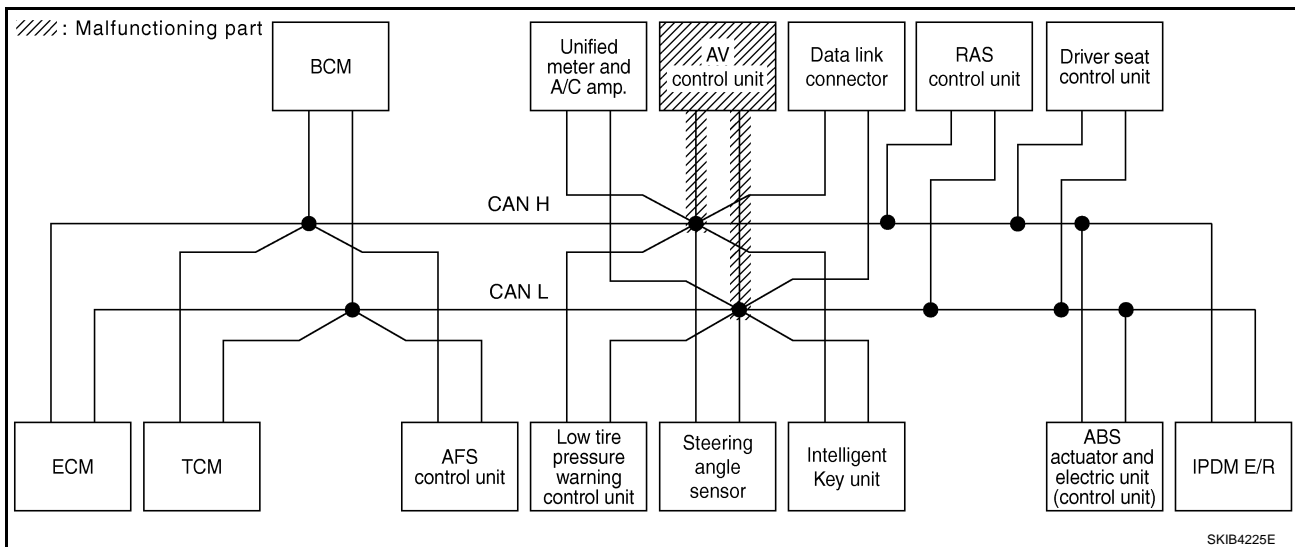 : Malfunctioning part
BCM
Unified
meter and
A/C amp.
AV
control unit
Data link
connector
RAS
control unit
Driver seat
control unit
CAN H
CAN L
ECM
TCM
AFS
control unit
Low tire
pressure
warning
control unit
Steering
angle
sensor
Intelligent
Key unit
ABS
actuator and
electric unit
(control unit)
IPDM E/R
SKIB4225E